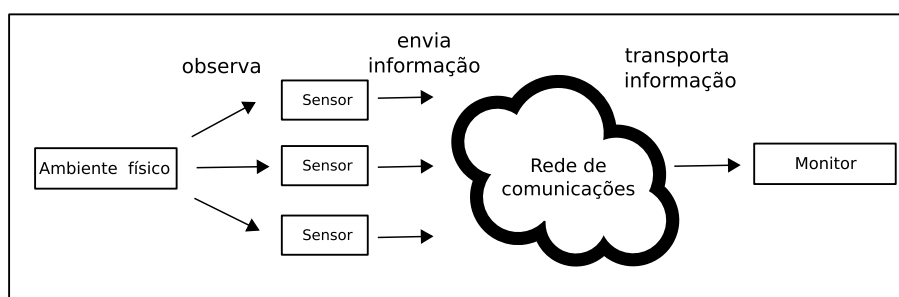 observa
envia
informação
transporta
informação
Ambiente físico
Sensor
Sensor
Sensor
Rede de
comunicações
Monitor